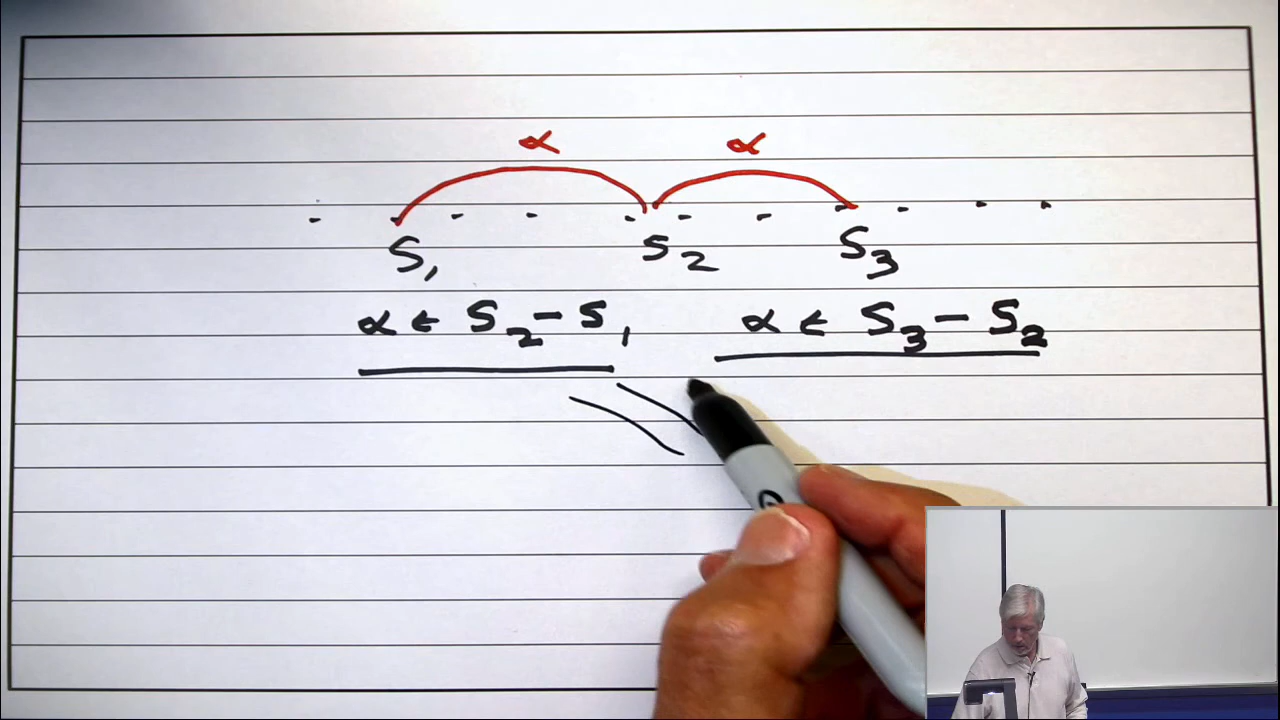 α α
S₁ S₂ S₃
α ∈ S₂ - S₁ α ∈ S₃ - S₂